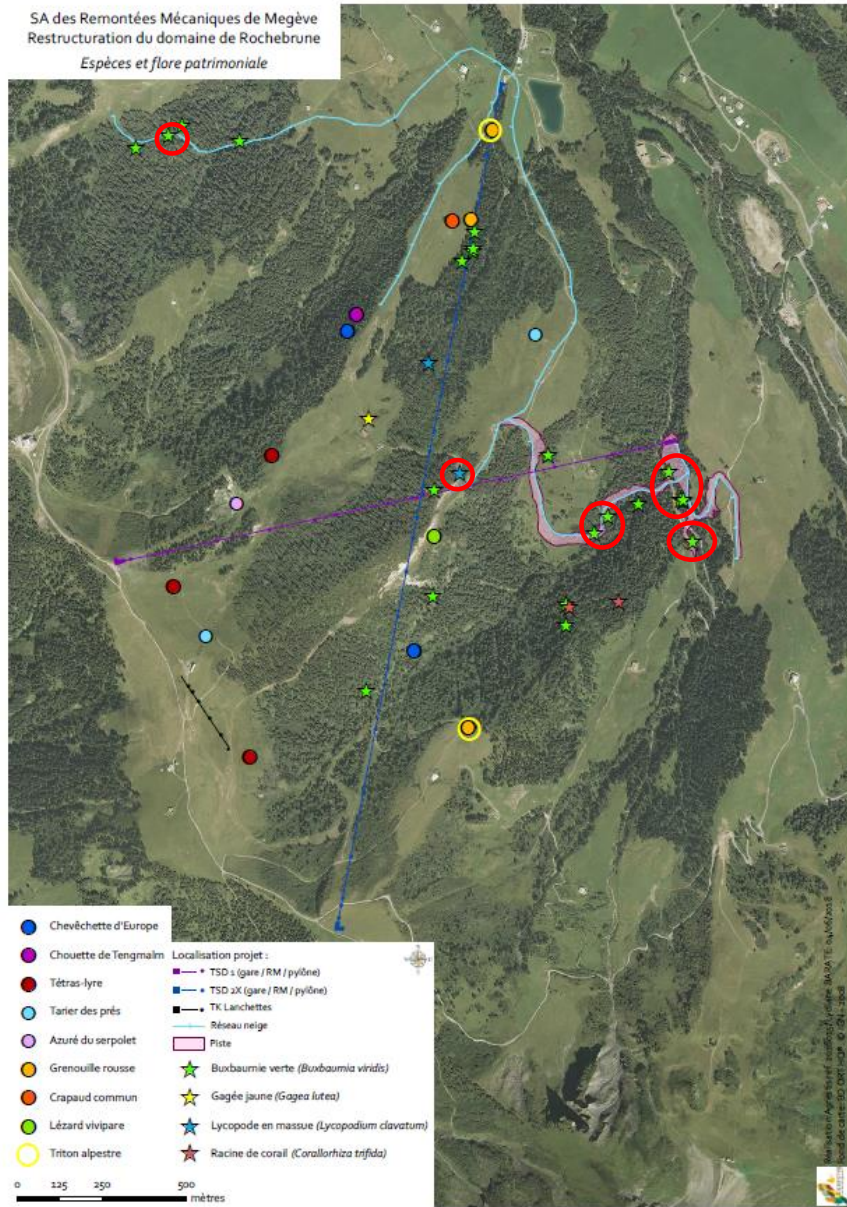 SA des Remontées Mécaniques de Megève
Restructuration du domaine de Rochebrune
Espèces et flore patrimoniale
Chevêchette d'Europe
Chouette de Tengmalm
Tétras-lyre
Tarier des prés
Azuré du serpolet
Grenouille rousse
Crapaud commun
Lézard vivipare
Triton alpestre
0 125 250 500
mètres
Localisation projet :
TSD 1 (gare / RM / pylône)
TSD 2X (gare / RM / pylône)
TK Lanchettes
Réseau neige
Piste
Buxbaumie verte (Buxbaumia viridis)
Gagée jaune (Gagea lutea)
Lycopode en massue (Lycopodium clavatum)
Racine de corail (Corallorhiza trifida)